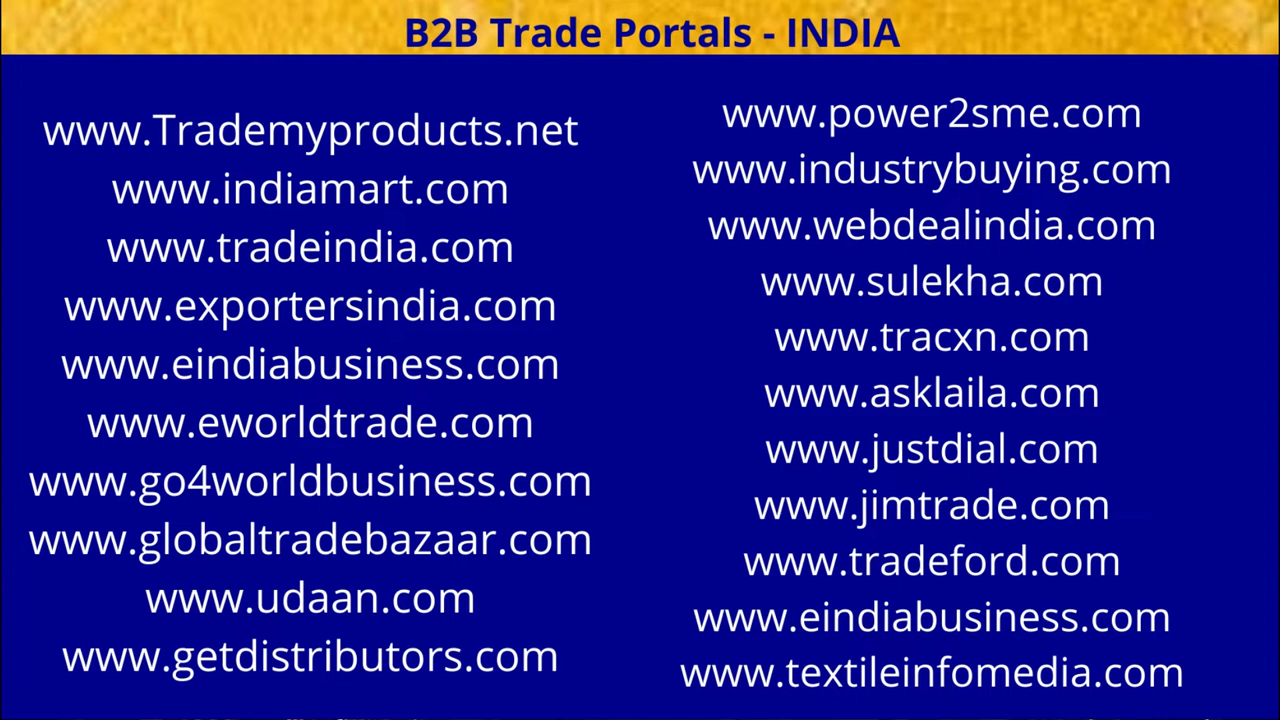 B2B Trade Portals - INDIA
www.Trademyproducts.net
www.indiamart.com
www.tradeindia.com
www.exportersindia.com
www.eindiabusiness.com
www.eworldtrade.com
www.go4worldbusiness.com
www.globaltradebazaar.com
www.udaan.com
www.getdistributors.com
www.power2sme.com
www.industrybuying.com
www.webdealindia.com
www.sulekha.com
www.tracxn.com
www.asklaila.com
www.justdial.com
www.jimtrade.com
www.tradeford.com
www.eindiabusiness.com
www.textileinfomedia.com